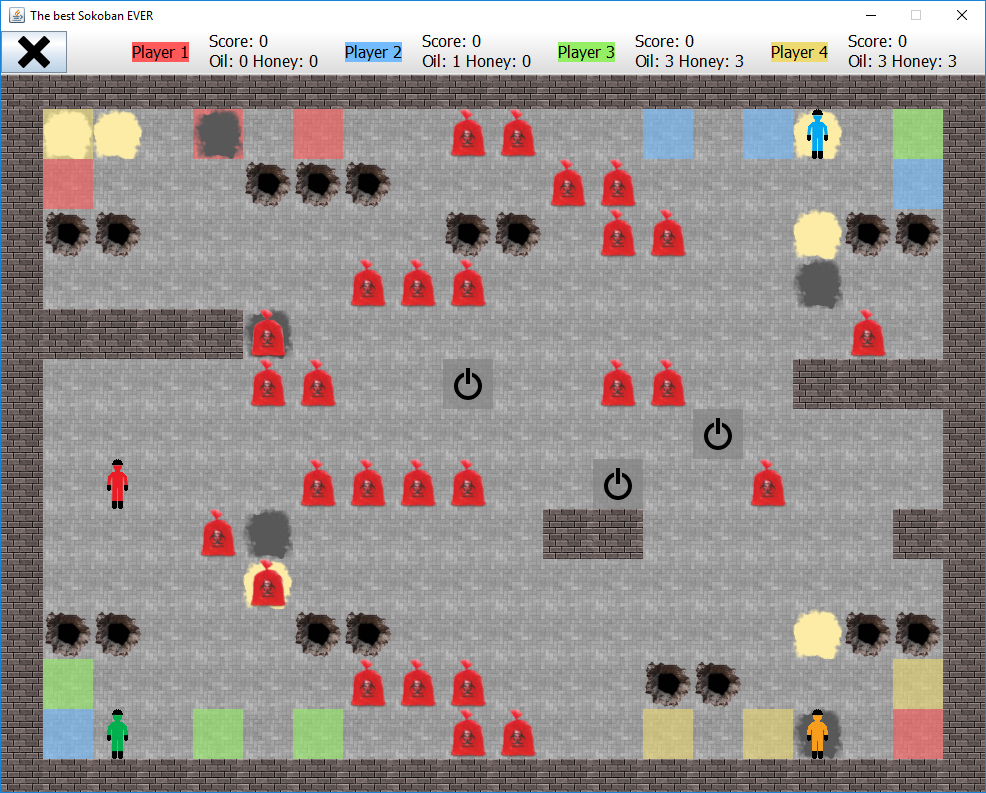 The best Sokoban EVER
Player 1 Score: 0 Player 2 Score: 0 Player 3 Score: 0 Player 4 Score: 0
Oil: 0 Honey: 0 Oil: 1 Honey: 0 Oil: 3 Honey: 3 Oil: 3 Honey: 3